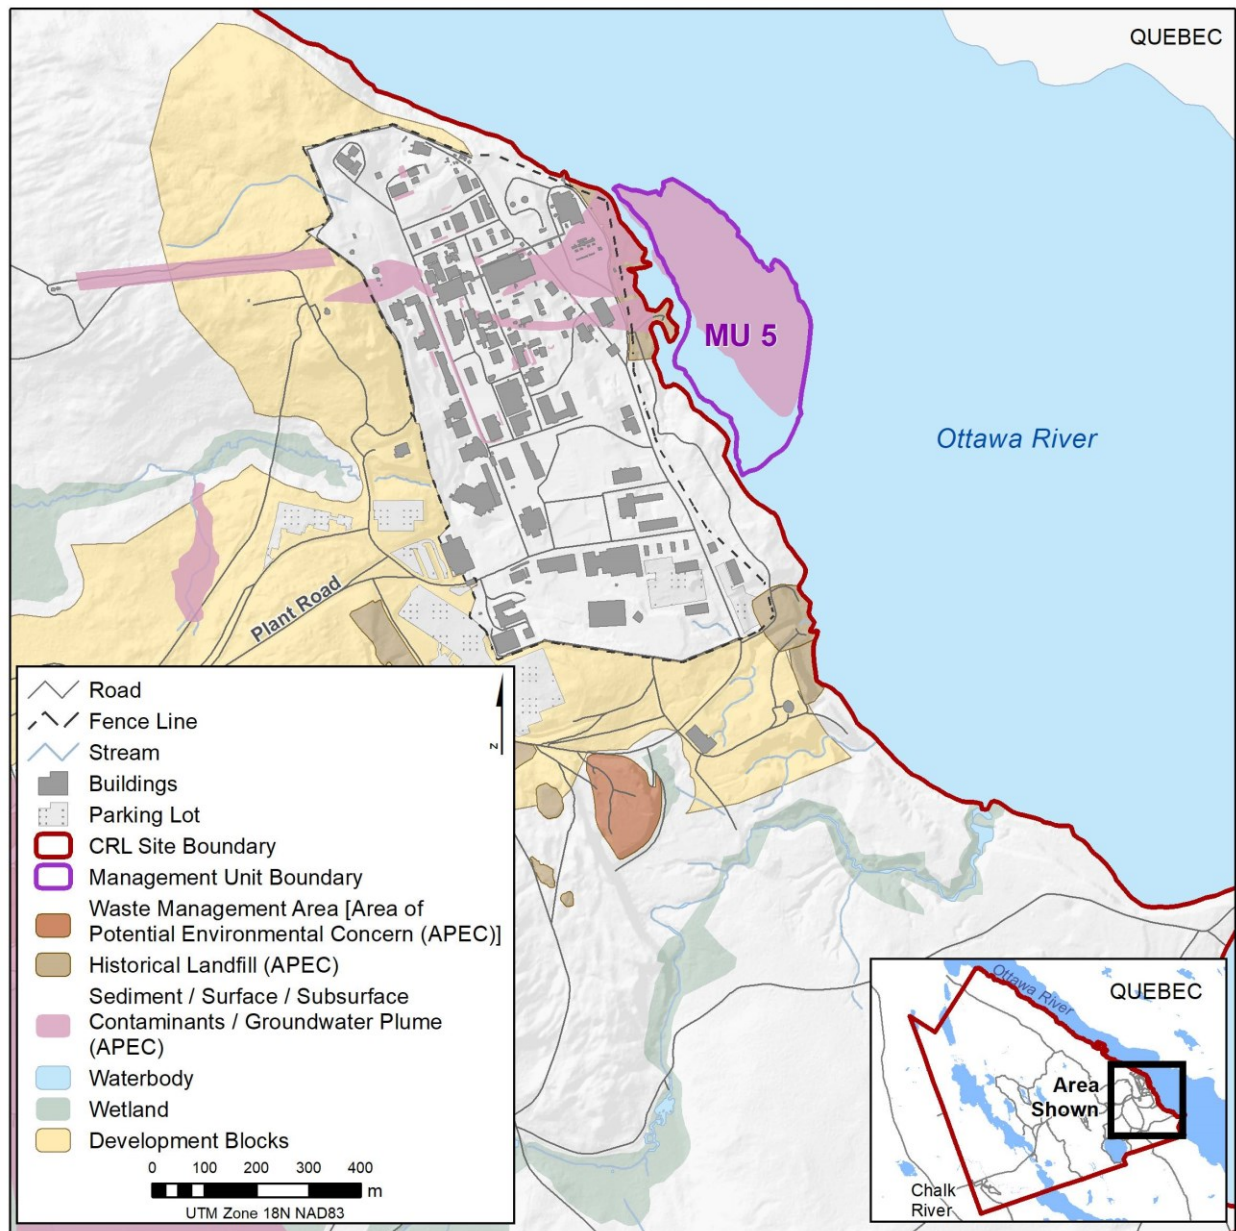 QUEBEC
MU 5
Ottawa River
Plant Road
Road
Fence Line
Stream
Buildings
Parking Lot
CRL Site Boundary
Management Unit Boundary
Waste Management Area [Area of
Potential Environmental Concern (APEC)]
Historical Landfill (APEC)
Sediment / Surface / Subsurface
Contaminants / Groundwater Plume
(APEC)
Waterbody
Wetland
Development Blocks
0 100 200 300 400
m
UTM Zone 18N NAD83
N
Ottawa River
QUEBEC
Area
Shown
Chalk
River